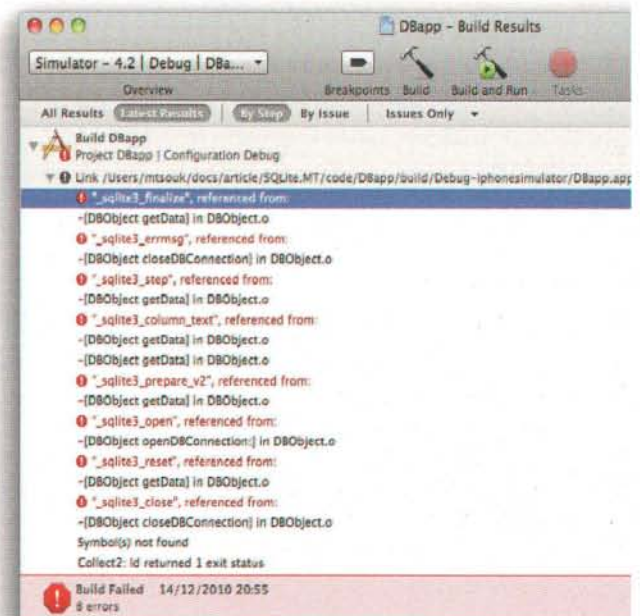 DBapp - Build Results
Simulator - 4.2 | Debug | DBa...
Overview
Breakpoints Build Build and Run Tasks
All Results Latest Results By Step By Issue Issues Only
Build DBapp
Project DBapp | Configuration Debug
Link /Users/mtsouk/docs/article/SQLite.MT/code/DBapp/build/Debug-iphonesimulator/DBapp.app
"_sqlite3_finalize", referenced from:
-[DBObject getData] in DBObject.o
"_sqlite3_errmsg", referenced from:
-[DBObject closeDBConnection] in DBObject.o
"_sqlite3_step", referenced from:
-[DBObject getData] in DBObject.o
"_sqlite3_column_text", referenced from:
-[DBObject getData] in DBObject.o
-[DBObject getData] in DBObject.o
"_sqlite3_prepare_v2", referenced from:
-[DBObject getData] in DBObject.o
"_sqlite3_open", referenced from:
-[DBObject openDBConnection:] in DBObject.o
"_sqlite3_reset", referenced from:
-[DBObject getData] in DBObject.o
"_sqlite3_close", referenced from:
-[DBObject closeDBConnection] in DBObject.o
Symbol(s) not found
Collect2: ld returned 1 exit status
Build Failed 14/12/2010 20:55
8 errors